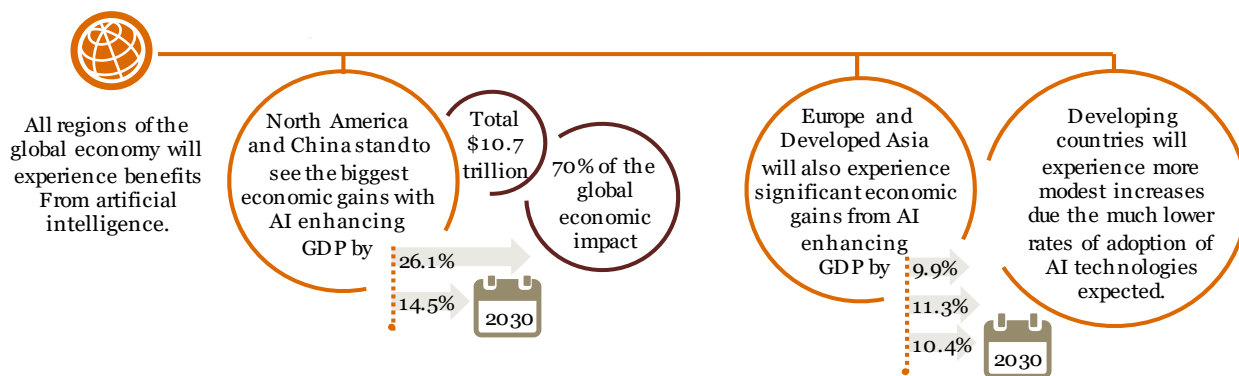 All regions of the
global economy will
experience benefits
From artificial
intelligence.
North America
and China stand to
see the biggest
economic gains with
AI enhancing
GDP by
26.1%
14.5%
2030
Total
$10.7
trillion
70% of the
global
economic
impact
Europe and
Developed Asia
will also experience
significant economic
gains from AI
enhancing
GDP by
9.9%
11.3%
10.4%
2030
Developing
countries will
experience more
modest increases
due the much lower
rates of adoption of
AI technologies
expected.